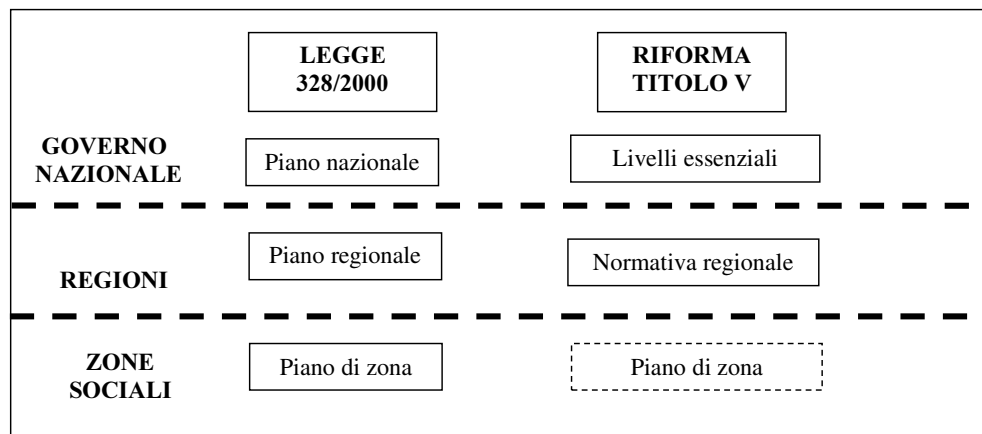 LEGGE
328/2000
RIFORMA
TITOLO V
GOVERNO
NAZIONALE
Piano nazionale
Livelli essenziali
REGIONI
Piano regionale
Normativa regionale
ZONE
SOCIALI
Piano di zona
Piano di zona